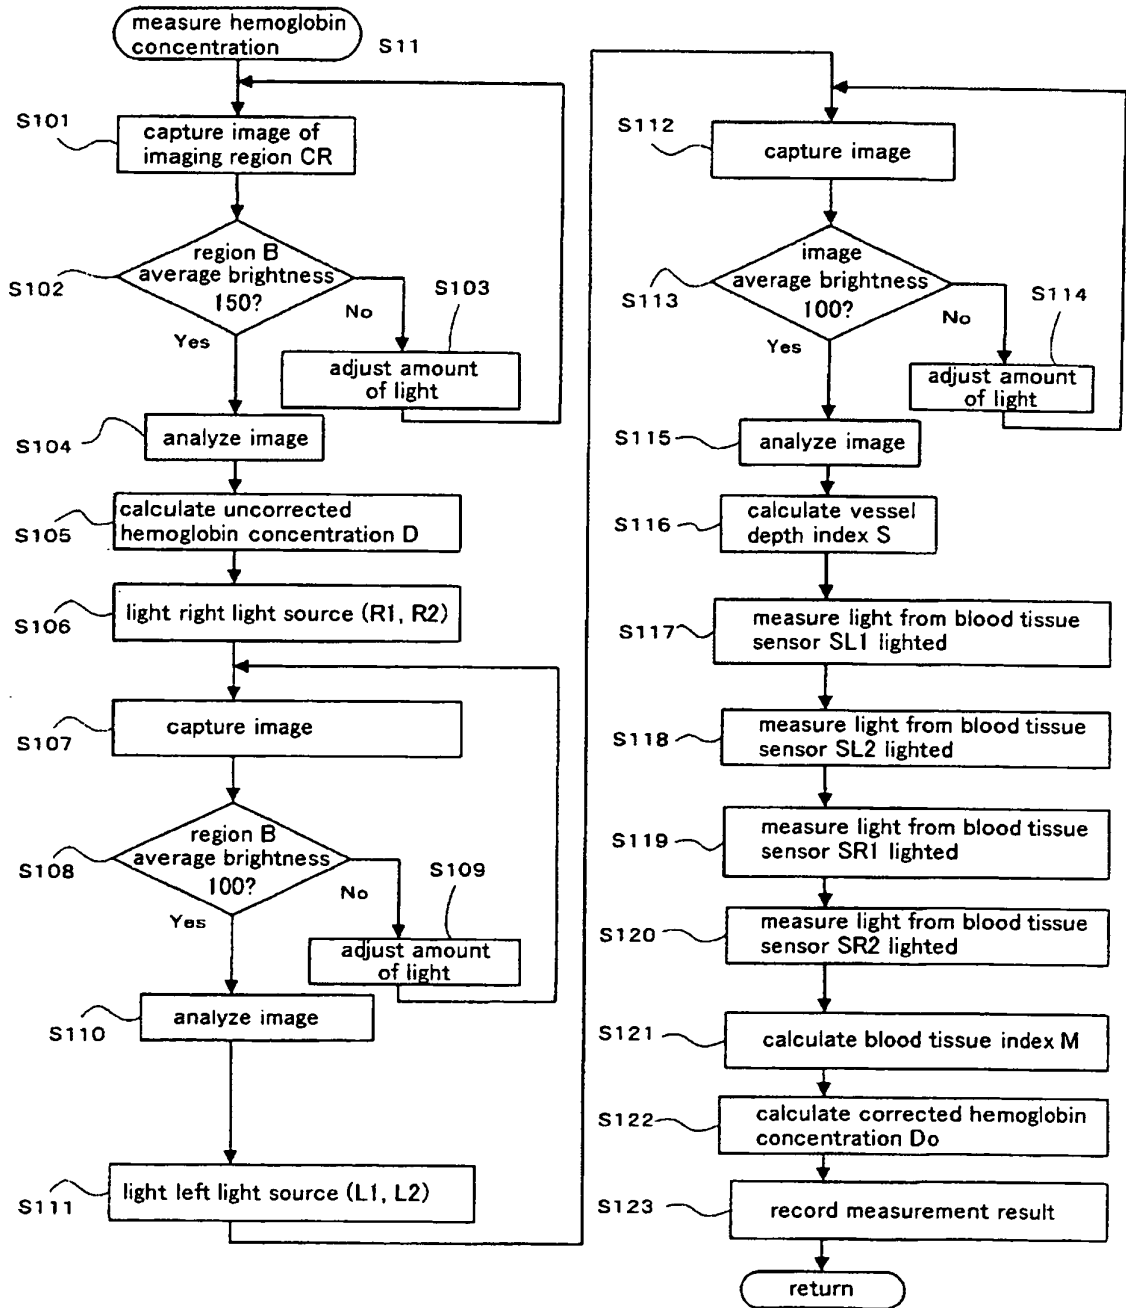 measure hemoglobin
concentration
S11
S101
capture image of
imaging region CR
S102
region B
average brightness
150?
No
Yes
S103
adjust amount
of light
S104
analyze image
S105
calculate uncorrected
hemoglobin concentration D
S106
light right light source (R1, R2)
S107
capture image
S108
region B
average brightness
100?
No
Yes
S109
adjust amount
of light
S110
analyze image
S111
light left light source (L1, L2)
S112
capture image
S113
image
average brightness
100?
No
Yes
S114
adjust amount
of light
S115
analyze image
S116
calculate vessel
depth index S
S117
measure light from blood tissue
sensor SL1 lighted
S118
measure light from blood tissue
sensor SL2 lighted
S119
measure light from blood tissue
sensor SR1 lighted
S120
measure light from blood tissue
sensor SR2 lighted
S121
calculate blood tissue index M
S122
calculate corrected hemoglobin
concentration Do
S123
record measurement result
return